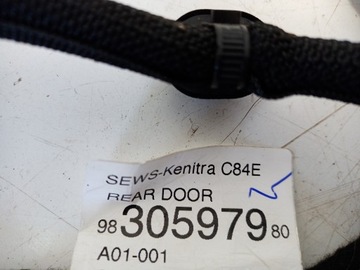 SEWS-Kenitra C84E
REAR DOOR
98 305979 80
A01-001